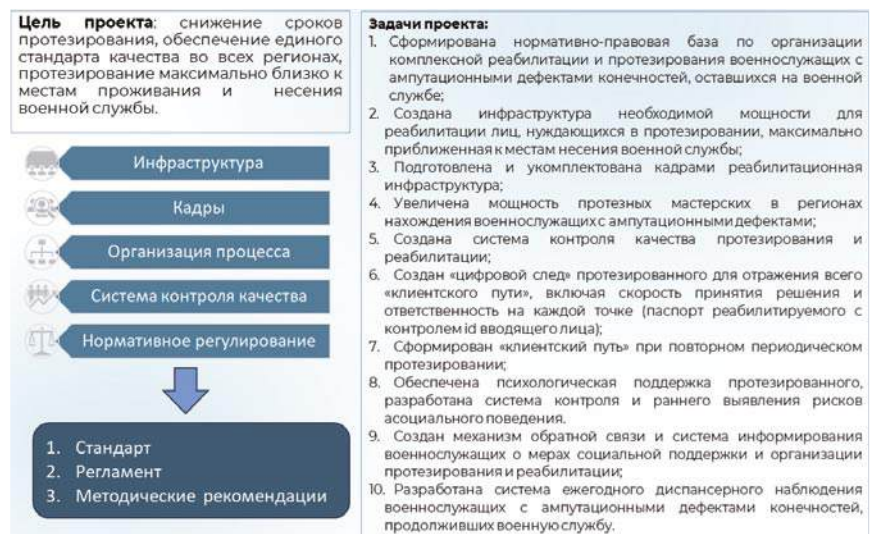 Цель проекта: снижение сроков
протезирования, обеспечение единого
стандарта качества во всех регионах,
протезирование максимально близко к
местам проживания и несения
военной службы.
Инфраструктура
Кадры
Организация процесса
Система контроля качества
Нормативное регулирование
1. Стандарт
2. Регламент
3. Методические рекомендации
Задачи проекта:
1. Сформирована нормативно-правовая база по организации
комплексной реабилитации и протезирования военнослужащих с
ампутационными дефектами конечностей, оставшихся на военной
службе;
2. Создана инфраструктура необходимой мощности для
реабилитации лиц, нуждающихся в протезировании, максимально
приближенная к местам несения военной службы;
3. Подготовлена и укомплектована кадрами реабилитационная
инфраструктура;
4. Увеличена мощность протезных мастерских в регионах
нахождения военнослужащих с ампутационными дефектами;
5. Создана система контроля качества протезирования и
реабилитации;
6. Создан «цифровой след» протезированного для отражения всего
«клиентского пути», включая скорость принятия решения и
ответственность на каждой точке (паспорт реабилитируемого с
контролем id вводящего лица);
7. Сформирован «клиентский путь» при повторном периодическом
протезировании;
8. Обеспечена психологическая поддержка протезированного,
разработана система контроля и раннего выявления рисков
асоциального поведения.
9. Создан механизм обратной связи и система информирования
военнослужащих о мерах социальной поддержки и организации
протезирования и реабилитации;
10. Разработана система ежегодного диспансерного наблюдения
военнослужащих с ампутационными дефектами конечностей,
продолживших военную службу.